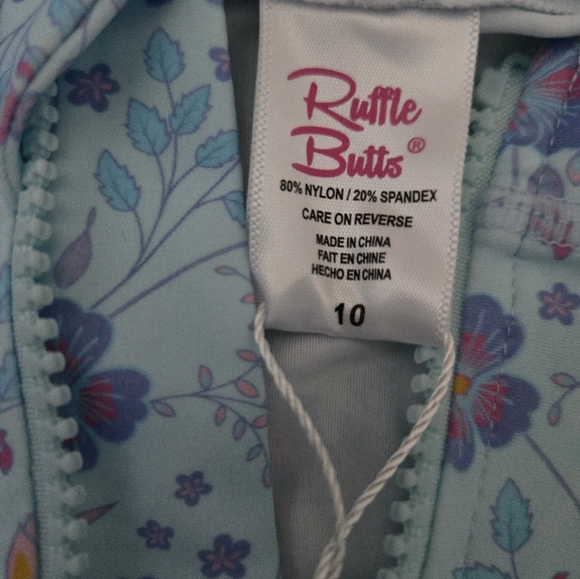 Ruffle
Butts®
80% NYLON / 20% SPANDEX
CARE ON REVERSE
MADE IN CHINA
FAIT EN CHINE
HECHO EN CHINA
10